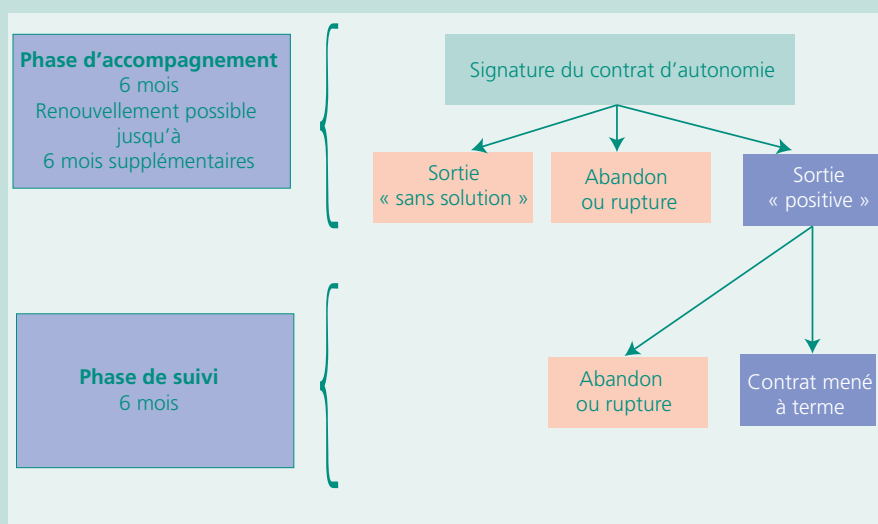 Phase d’accompagnement
6 mois
Renouvellement possible
jusqu’à
6 mois supplémentaires
Signature du contrat d’autonomie
Sortie
« sans solution »
Abandon
ou rupture
Sortie
« positive »
Phase de suivi
6 mois
Abandon
ou rupture
Contrat mené
à terme